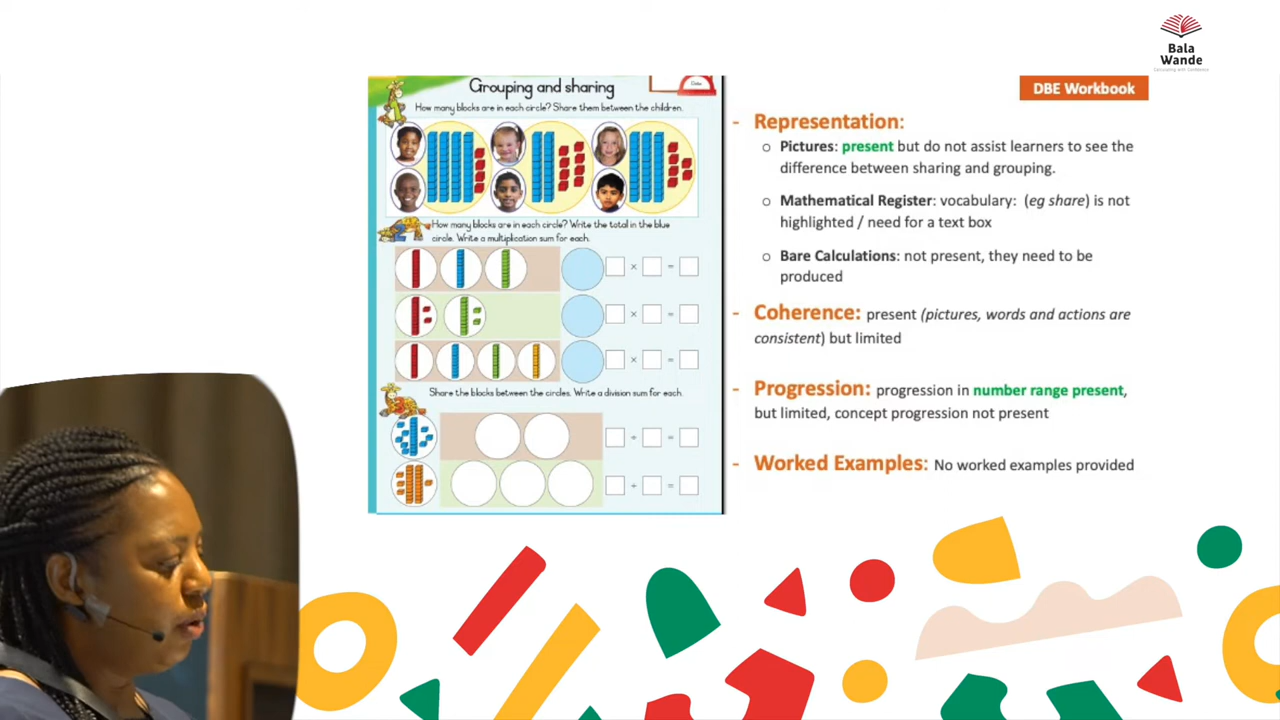 Bala
Wande
DBE Workbook
Grouping and sharing
Date:
How many blocks are in each circle? Share them between the children.
How many blocks are in each circle? Write the total in the blue
circle. Write a multiplication sum for each.
× =
× =
× =
Share the blocks between the circles. Write a division sum for each.
÷ =
÷ =
- Representation:
o Pictures: present but do not assist learners to see the
difference between sharing and grouping.
o Mathematical Register: vocabulary: (eg share) is not
highlighted / need for a text box
o Bare Calculations: not present, they need to be
produced
- Coherence: present (pictures, words and actions are
consistent) but limited
- Progression: progression in number range present,
but limited, concept progression not present
- Worked Examples: No worked examples provided